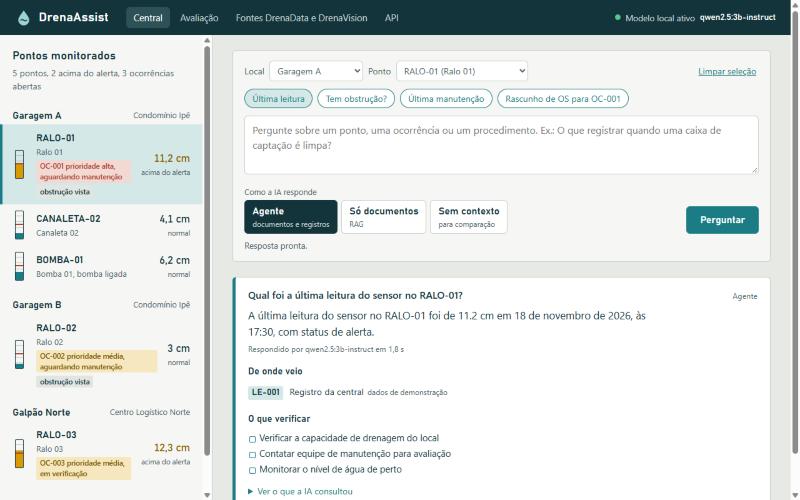 DrenaAssist
Central
Avaliação
Fontes DrenaData e DrenaVision
API
Modelo local ativo qwen2.5:3b-instruct
Pontos monitorados
5 pontos, 2 acima do alerta, 3 ocorrências
abertas
Garagem A
Condomínio Ipê
RALO-01
Ralo 01
OC-001 prioridade alta,
aguardando manutenção
obstrução vista
11,2 cm
acima do alerta
CANALETA-02
Canaleta 02
4,1 cm
normal
BOMBA-01
Bomba 01, bomba ligada
6,2 cm
normal
Garagem B
Condomínio Ipê
RALO-02
Ralo 02
OC-002 prioridade média,
aguardando manutenção
obstrução vista
3 cm
normal
Galpão Norte
Centro Logístico Norte
RALO-03
Ralo 03
OC-003 prioridade média,
em verificação
12,3 cm
acima do alerta
Local
Garagem A
Ponto
RALO-01 (Ralo 01)
Limpar seleção
Última leitura
Tem obstrução?
Última manutenção
Rascunho de OS para OC-001
Pergunte sobre um ponto, uma ocorrência ou um procedimento. Ex.: O que registrar quando uma caixa de
captação é limpa?
Como a IA responde
Agente
documentos e registros
Só documentos
RAG
Sem contexto
para comparação
Perguntar
Resposta pronta.
Qual foi a última leitura do sensor no RALO-01?
Agente
A última leitura do sensor no RALO-01 foi de 11.2 cm em 18 de novembro de 2026, às
17:30, com status de alerta.
Respondido por qwen2.5:3b-instruct em 1,8 s
De onde veio
LE-001
Registro da central
dados de demonstração
O que verificar
Verificar a capacidade de drenagem do local
Contatar equipe de manutenção para avaliação
Monitorar o nível de água de perto
Ver o que a IA consultou